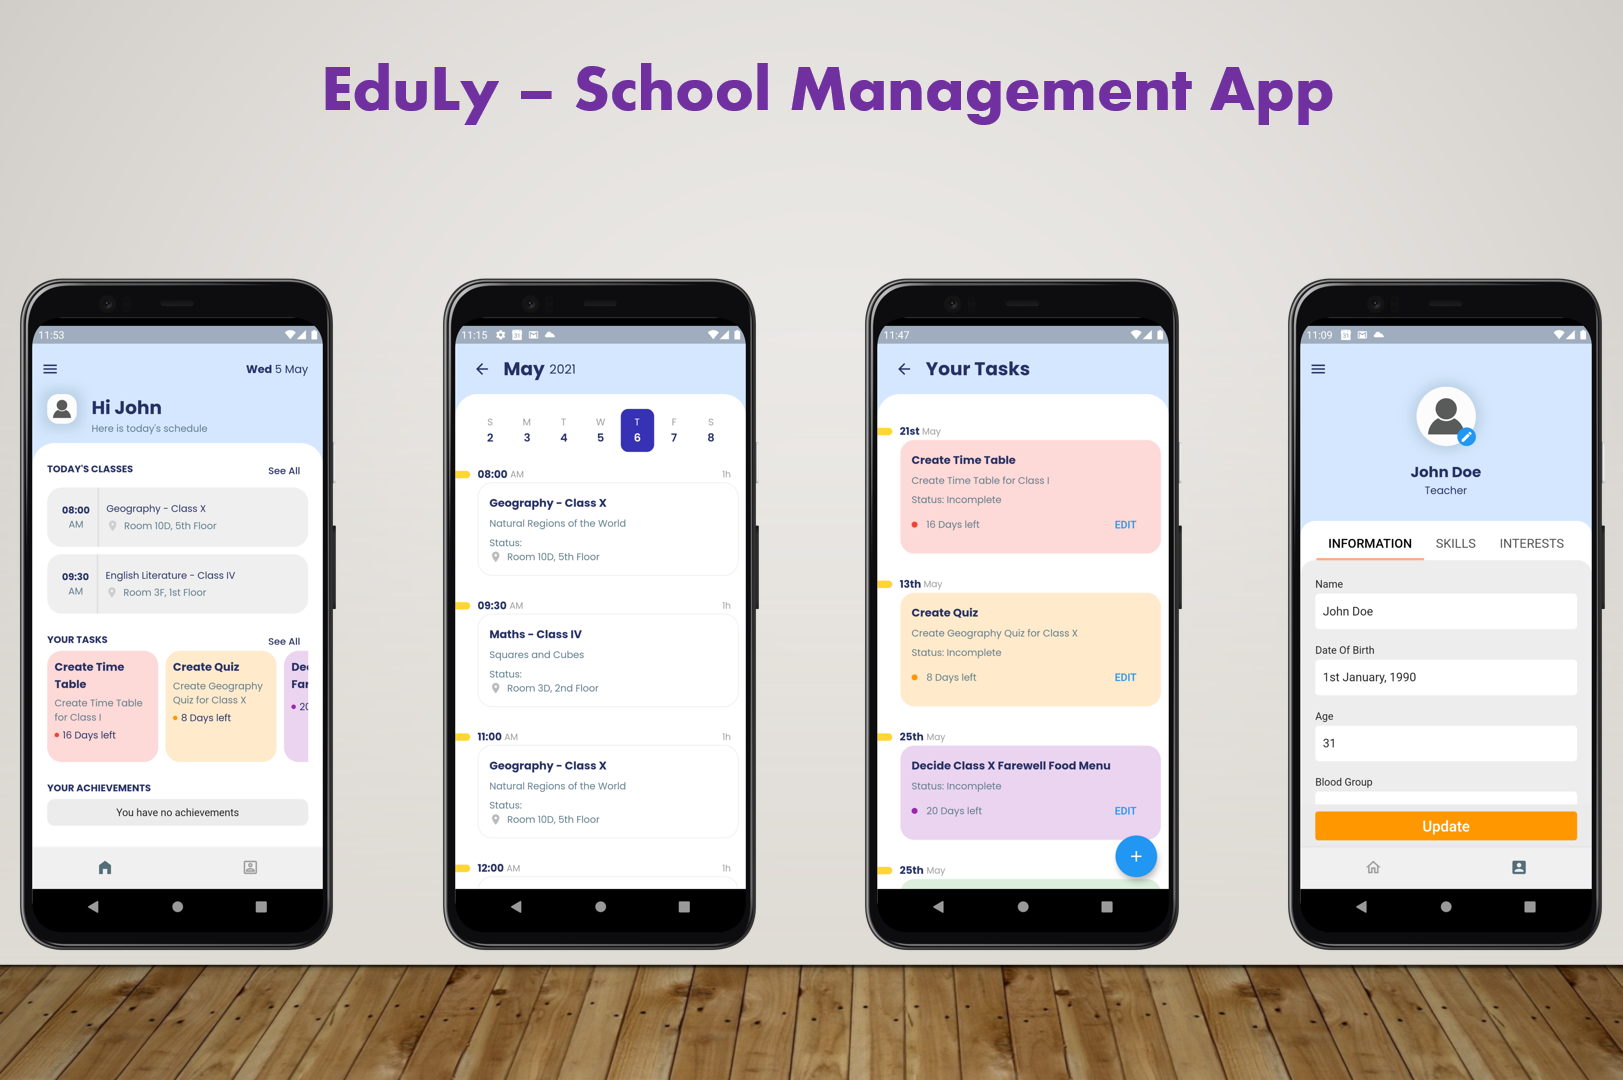 EduLy – School Management App
11:53
Wed 5 May
Hi John
Here is today's schedule
TODAY'S CLASSES
See All
08:00 AM
Geography - Class X
Room 10D, 5th Floor
09:30 AM
English Literature - Class IV
Room 3F, 1st Floor
YOUR TASKS
See All
Create Time
Table
Create Time Table
for Class I
16 Days left
Create Quiz
Create Geography
Quiz for Class X
8 Days left
YOUR ACHIEVEMENTS
You have no achievements
11:15
May 2021
S M T W T F S
2 3 4 5 6 7 8
08:00 AM 1h
Geography - Class X
Natural Regions of the World
Status:
Room 10D, 5th Floor
09:30 AM 1h
Maths - Class IV
Squares and Cubes
Status:
Room 3D, 2nd Floor
11:00 AM 1h
Geography - Class X
Natural Regions of the World
Status:
Room 10D, 5th Floor
12:00 AM 1h
11:47
Your Tasks
21st May
Create Time Table
Create Time Table for Class I
Status: Incomplete
16 Days left EDIT
13th May
Create Quiz
Create Geography Quiz for Class X
Status: Incomplete
8 Days left EDIT
25th May
Decide Class X Farewell Food Menu
Status: Incomplete
20 Days left EDIT
25th May
11:09
John Doe
Teacher
INFORMATION SKILLS INTERESTS
Name
John Doe
Date Of Birth
1st January, 1990
Age
31
Blood Group
Update